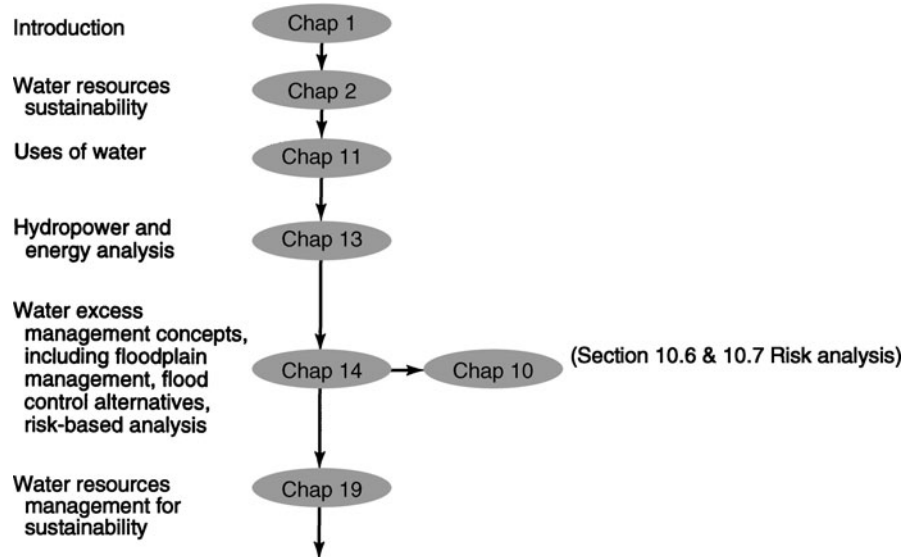 Introduction
Chap 1
Water resources
sustainability
Chap 2
Uses of water
Chap 11
Hydropower and
energy analysis
Chap 13
Water excess
management concepts,
including floodplain
management, flood
control alternatives,
risk-based analysis
Chap 14
Chap 10
(Section 10.6 & 10.7 Risk analysis)
Water resources
management for
sustainability
Chap 19